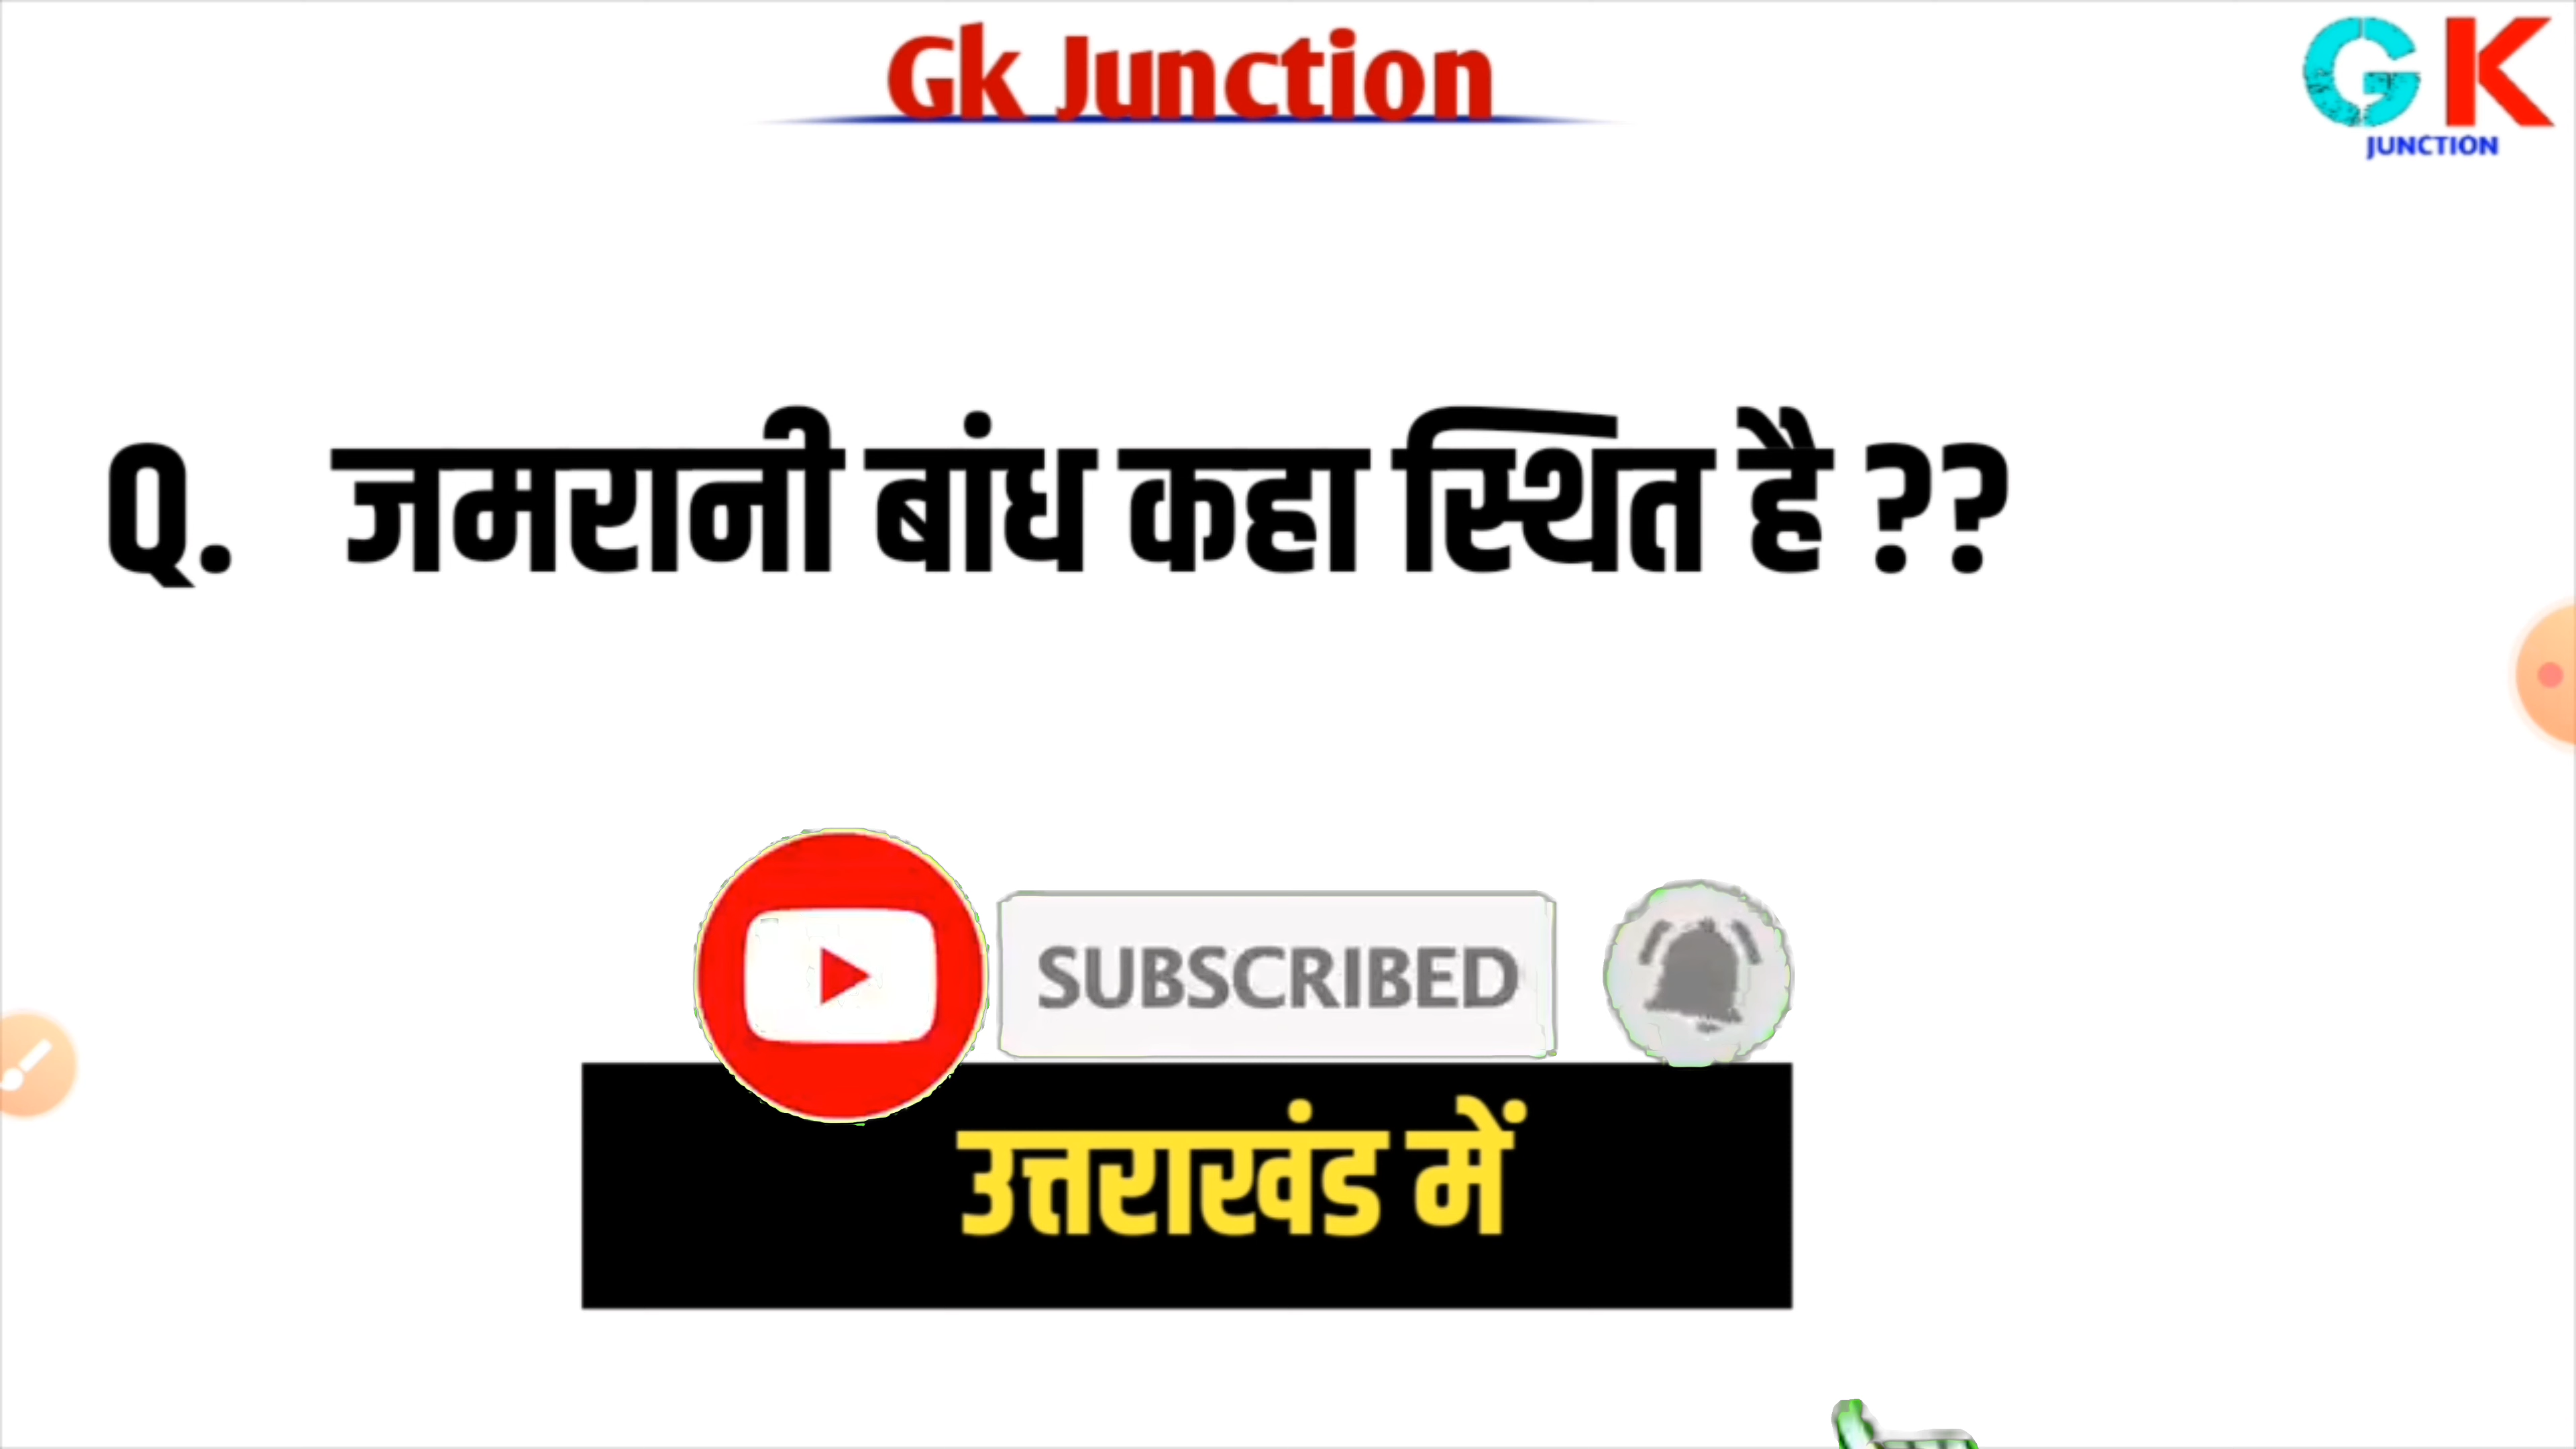 Gk Junction
GK
JUNCTION
Q. जमरानी बांध कहा स्थित है ??
SUBSCRIBED
उत्तराखंड में